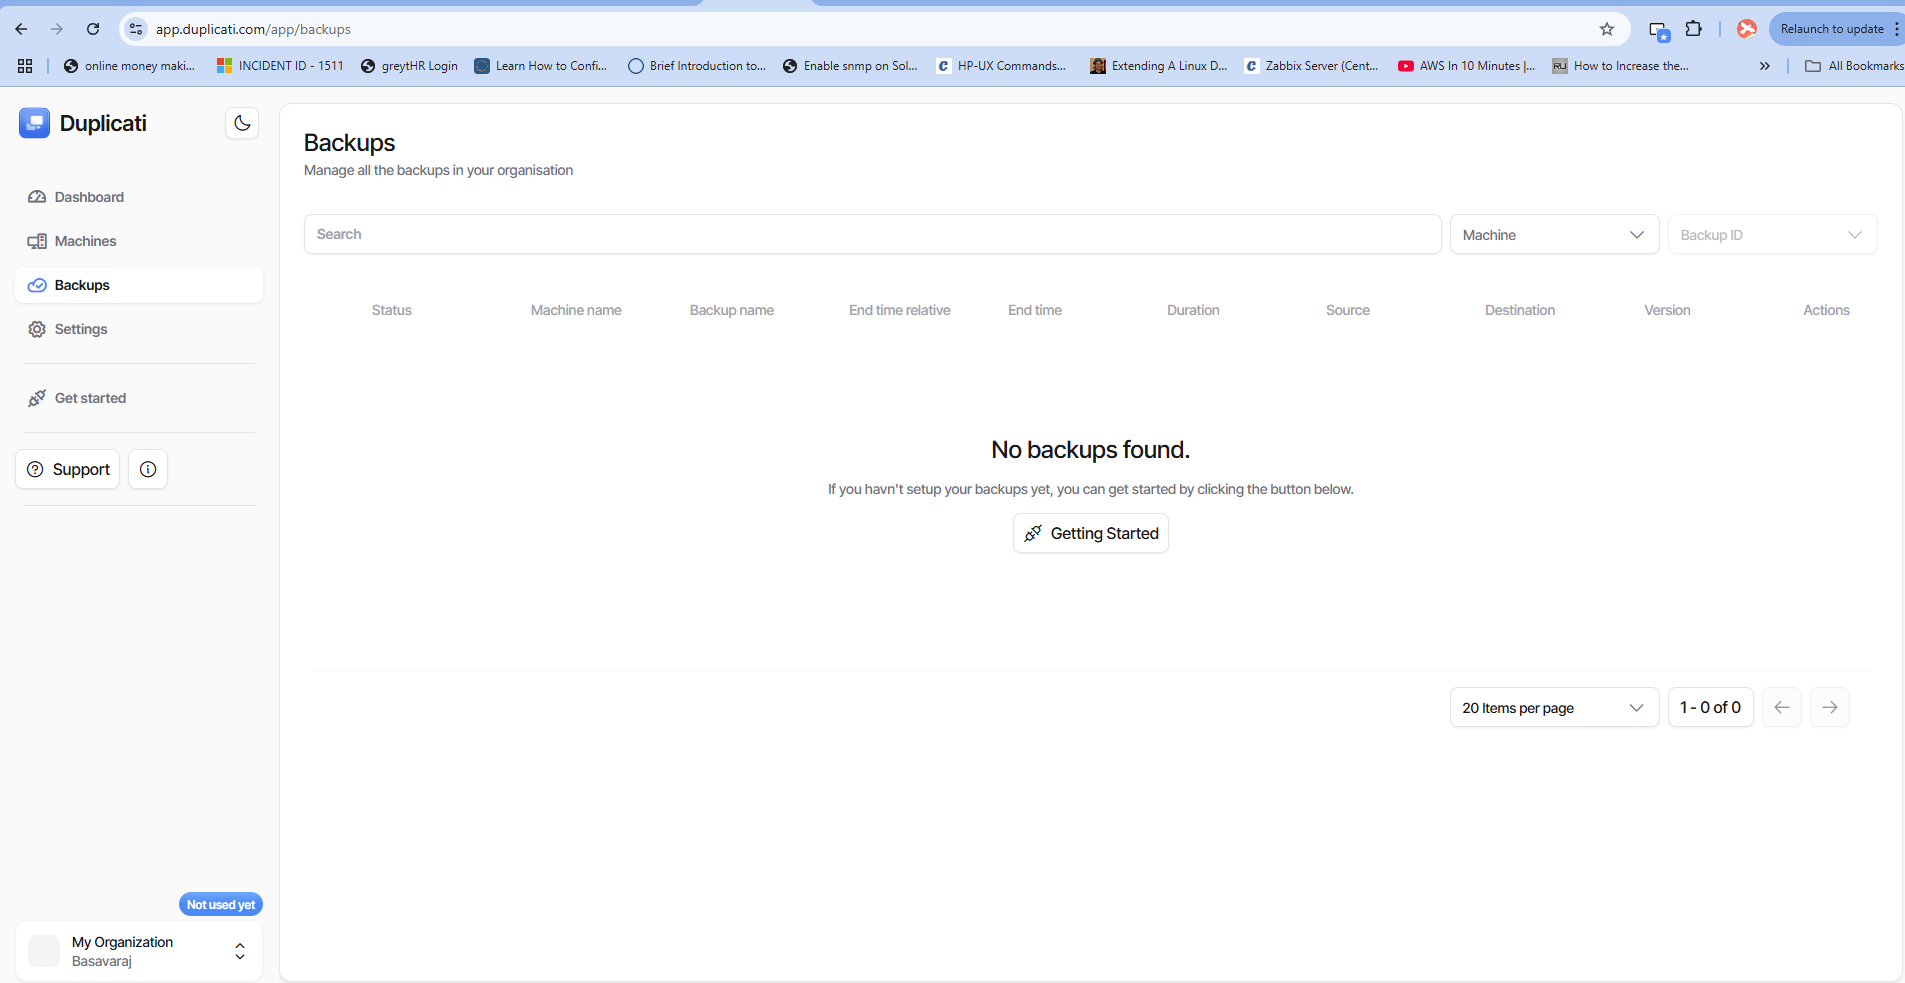 app.duplicati.com/app/backups
Relaunch to update
online money maki...
INCIDENT ID - 1511
greytHR Login
Learn How to Confi...
Brief Introduction to...
Enable snmp on Sol...
HP-UX Commands...
Extending A Linux D...
Zabbix Server (Cent...
AWS In 10 Minutes |...
How to Increase the...
All Bookmarks
Duplicati
Dashboard
Machines
Backups
Settings
Get started
Support
Not used yet
My Organization
Basavaraj
Backups
Manage all the backups in your organisation
Search
Machine
Backup ID
Status
Machine name
Backup name
End time relative
End time
Duration
Source
Destination
Version
Actions
No backups found.
If you havn't setup your backups yet, you can get started by clicking the button below.
Getting Started
20 Items per page
1 - 0 of 0